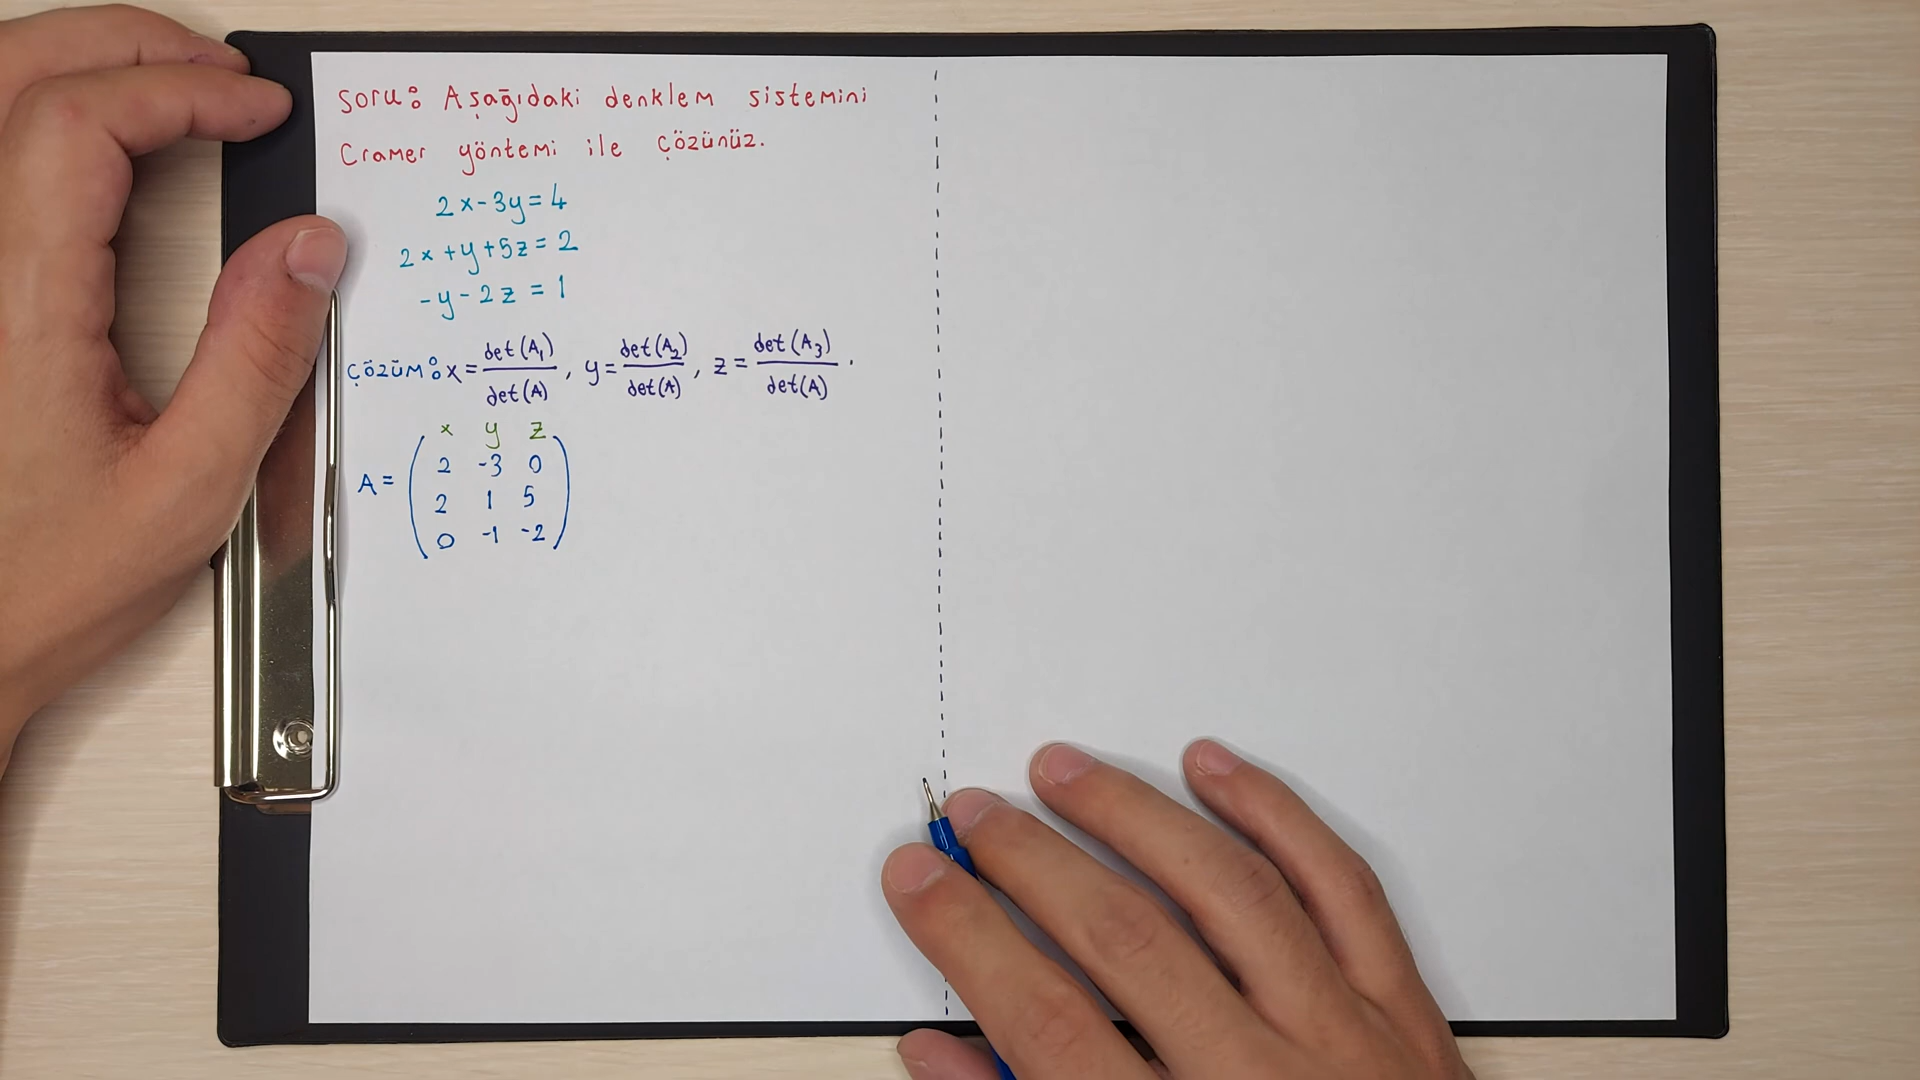 Soru: Aşağıdaki denklem sistemini
Cramer yöntemi ile çözünüz.
2x-3y=4
2x+y+5z=2
-y-2z=1
Çözüm: x=det(A₁)/det(A), y=det(A₂)/det(A), z=det(A₃)/det(A).
x y z
A=
2 -3 0
2 1 5
0 -1 -2